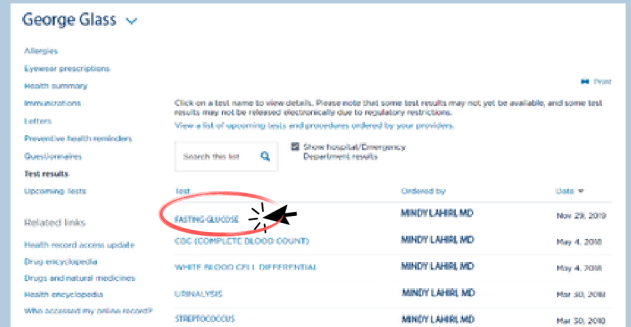 George Glass
Allergies
Eyewear prescriptions
Health summary
Immunizations
Letters
Preventive health reminders
Questionnaires
Test results
Upcoming Tests
Related links
Health record access update
Drug encyclopedia
Drugs and natural medicines
Health encyclopedia
Who accessed my online record?
Print
Click on a test name to view details. Please note that some test results may not yet be available, and some test
results may not be released electronically due to regulatory restrictions.
View a list of upcoming tests and procedures ordered by your providers.
Search this list
Show hospital/Emergency
Department results
Test Ordered by Date
FASTING GLUCOSE MINDY LAHIRI, MD Nov 29, 2019
CBC (COMPLETE BLOOD COUNT) MINDY LAHIRI, MD May 4, 2018
WHITE BLOOD CELL DIFFERENTIAL MINDY LAHIRI, MD May 4, 2018
URINALYSIS MINDY LAHIRI, MD Mar 30, 2018
STREPTOCOCCUS MINDY LAHIRI, MD Mar 30, 2018